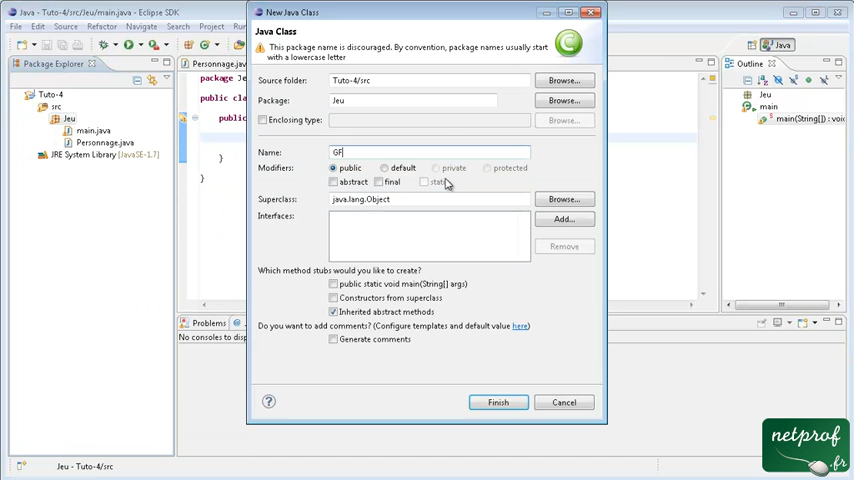 Java - Tuto-4/src/Jeu/main.java - Eclipse SDK
File Edit Source Refactor Navigate Search Project
New Java Class
Java Class
This package name is discouraged. By convention, package names usually start
with a lowercase letter
Source folder: Tuto-4/src Browse...
Package: Jeu Browse...
Enclosing type: Browse...
Name: GF
Modifiers: public default private protected
abstract final static
Superclass: java.lang.Object Browse...
Interfaces: Add...
Remove
Which method stubs would you like to create?
public static void main(String[] args)
Constructors from superclass
Inherited abstract methods
Do you want to add comments? (Configure templates and default value here)
Generate comments
Finish Cancel
Package Explorer
Tuto-4
src
Jeu
main.java
Personnage.java
JRE System Library [JavaSE-1.7]
Personnage.java
package Jeu
public cla
public
}
}
Java
Outline
Jeu
main
main(String[]) : voi
Problems @
No consoles to displ
Jeu - Tuto-4/src
netprof
.fr